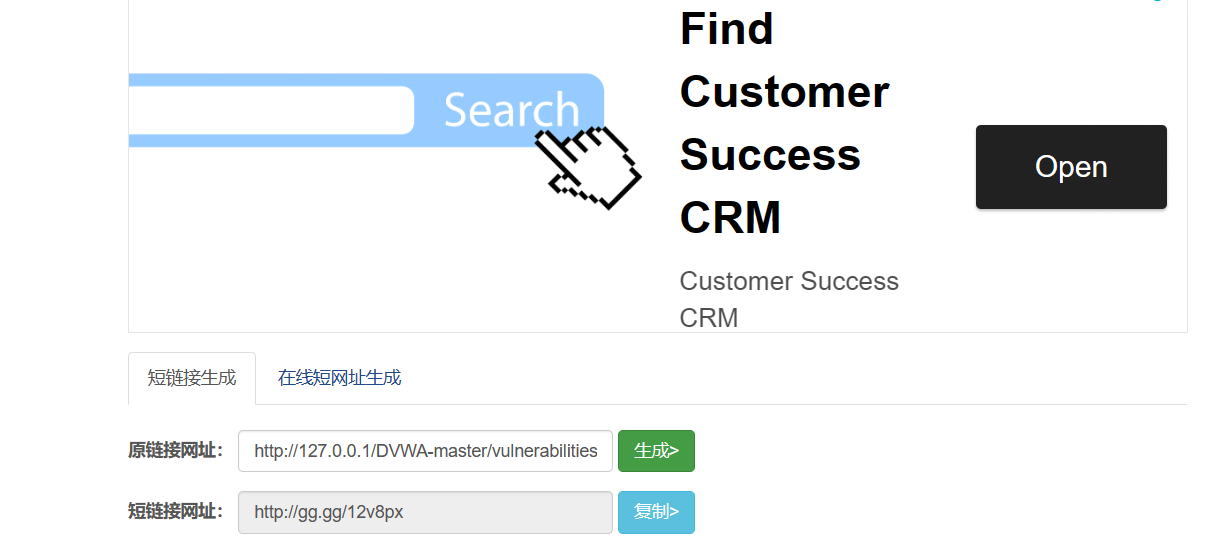 Find
Customer
Success
CRM
Search
Open
Customer Success
CRM
短链接生成 在线短网址生成
原链接网址： http://127.0.0.1/DVWA-master/vulnerabilities 生成>
短链接网址： http://gg.gg/12v8px 复制>